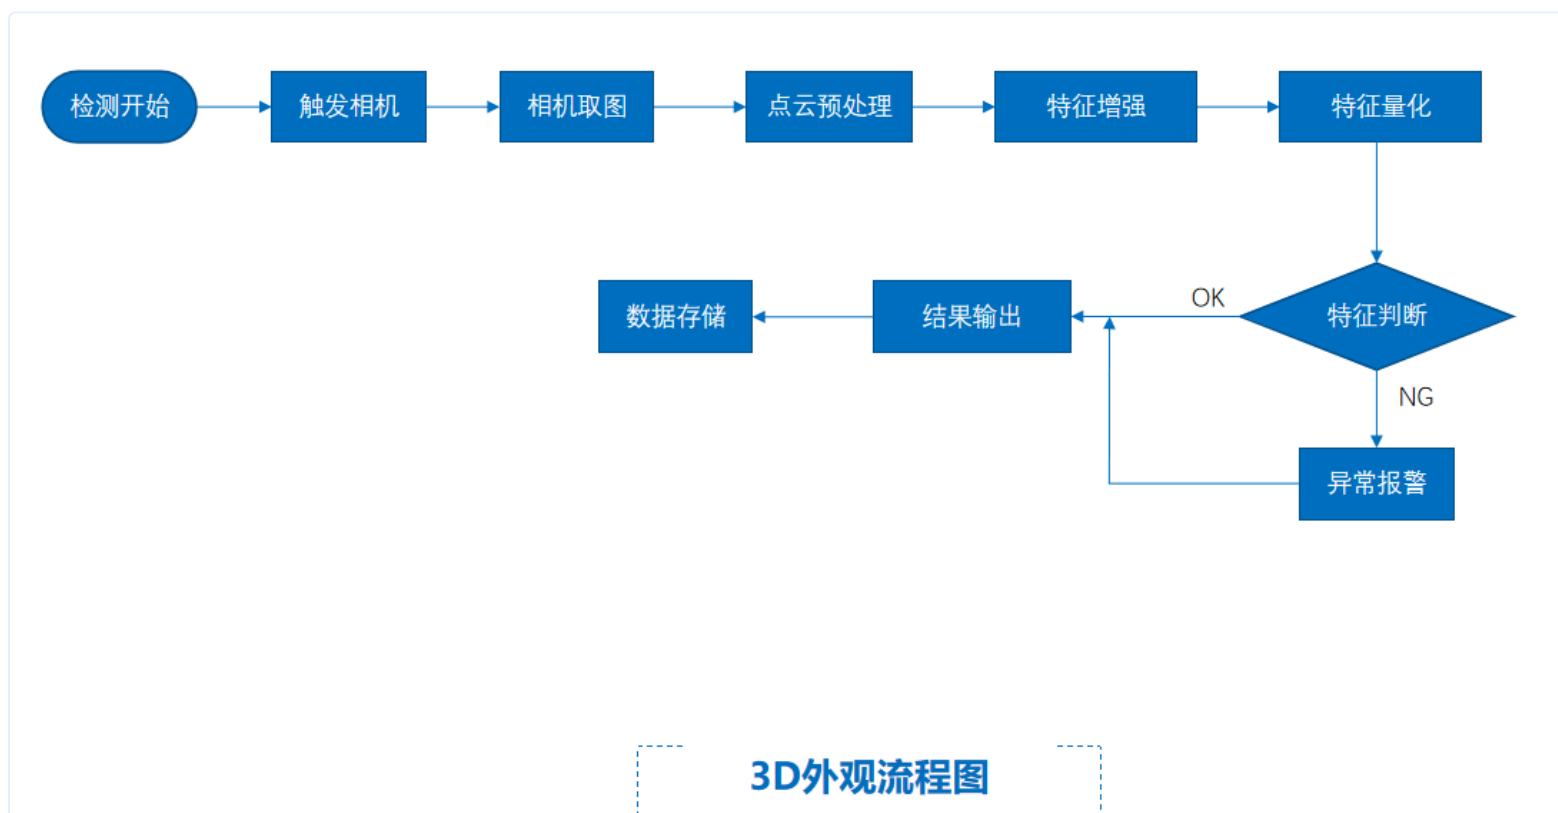 检测开始
触发相机
相机取图
点云预处理
特征增强
特征量化
数据存储
结果输出
OK
特征判断
NG
异常报警
3D外观流程图